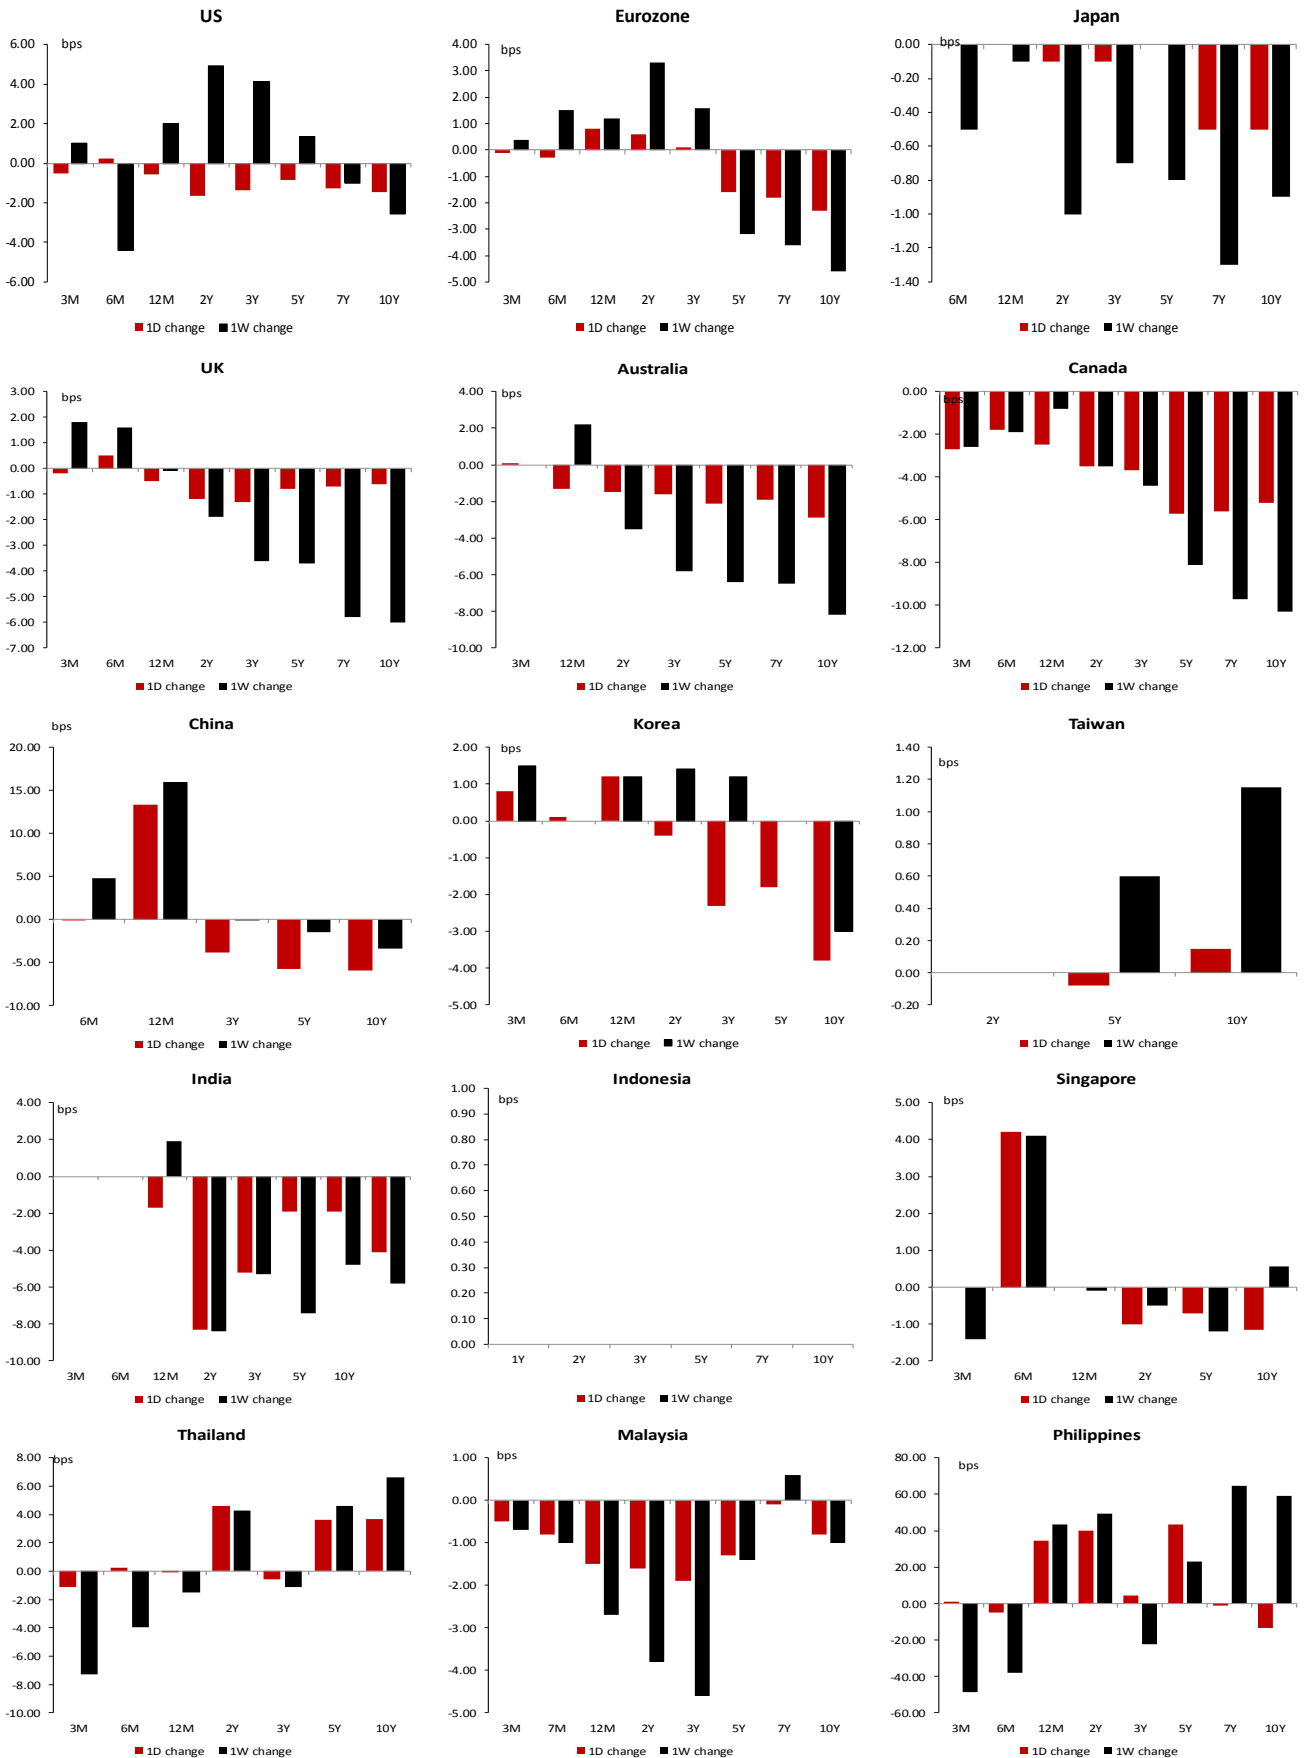 US
bps
6.00
4.00
2.00
0.00
-2.00
-4.00
-6.00
3M 6M 12M 2Y 3Y 5Y 7Y 10Y
1D change 1W change
Eurozone
bps
4.00
3.00
2.00
1.00
0.00
-1.00
-2.00
-3.00
-4.00
-5.00
3M 6M 12M 2Y 3Y 5Y 7Y 10Y
1D change 1W change
Japan
bps
0.00
-0.20
-0.40
-0.60
-0.80
-1.00
-1.20
-1.40
6M 12M 2Y 3Y 5Y 7Y 10Y
1D change 1W change
UK
bps
3.00
2.00
1.00
0.00
-1.00
-2.00
-3.00
-4.00
-5.00
-6.00
-7.00
3M 6M 12M 2Y 3Y 5Y 7Y 10Y
1D change 1W change
Australia
bps
4.00
2.00
0.00
-2.00
-4.00
-6.00
-8.00
-10.00
3M 12M 2Y 3Y 5Y 7Y 10Y
1D change 1W change
Canada
bps
0.00
-2.00
-4.00
-6.00
-8.00
-10.00
-12.00
3M 6M 12M 2Y 3Y 5Y 7Y 10Y
1D change 1W change
China
bps
20.00
15.00
10.00
5.00
0.00
-5.00
-10.00
6M 12M 3Y 5Y 10Y
1D change 1W change
Korea
bps
2.00
1.00
0.00
-1.00
-2.00
-3.00
-4.00
-5.00
3M 6M 12M 2Y 3Y 5Y 10Y
1D change 1W change
Taiwan
bps
1.40
1.20
1.00
0.80
0.60
0.40
0.20
0.00
-0.20
2Y 5Y 10Y
1D change 1W change
India
bps
4.00
2.00
0.00
-2.00
-4.00
-6.00
-8.00
-10.00
3M 6M 12M 2Y 3Y 5Y 10Y
1D change 1W change
Indonesia
bps
1.00
0.90
0.80
0.70
0.60
0.50
0.40
0.30
0.20
0.10
0.00
1Y 2Y 3Y 5Y 7Y 10Y
1D change 1W change
Singapore
bps
5.00
4.00
3.00
2.00
1.00
0.00
-1.00
-2.00
3M 6M 12M 2Y 5Y 10Y
1D change 1W change
Thailand
bps
8.00
6.00
4.00
2.00
0.00
-2.00
-4.00
-6.00
-8.00
-10.00
3M 6M 12M 2Y 3Y 5Y 10Y
1D change 1W change
Malaysia
bps
1.00
0.00
-1.00
-2.00
-3.00
-4.00
-5.00
3M 7M 12M 2Y 3Y 5Y 7Y 10Y
1D change 1W change
Philippines
bps
80.00
60.00
40.00
20.00
0.00
-20.00
-40.00
-60.00
3M 6M 12M 2Y 3Y 5Y 7Y 10Y
1D change 1W change